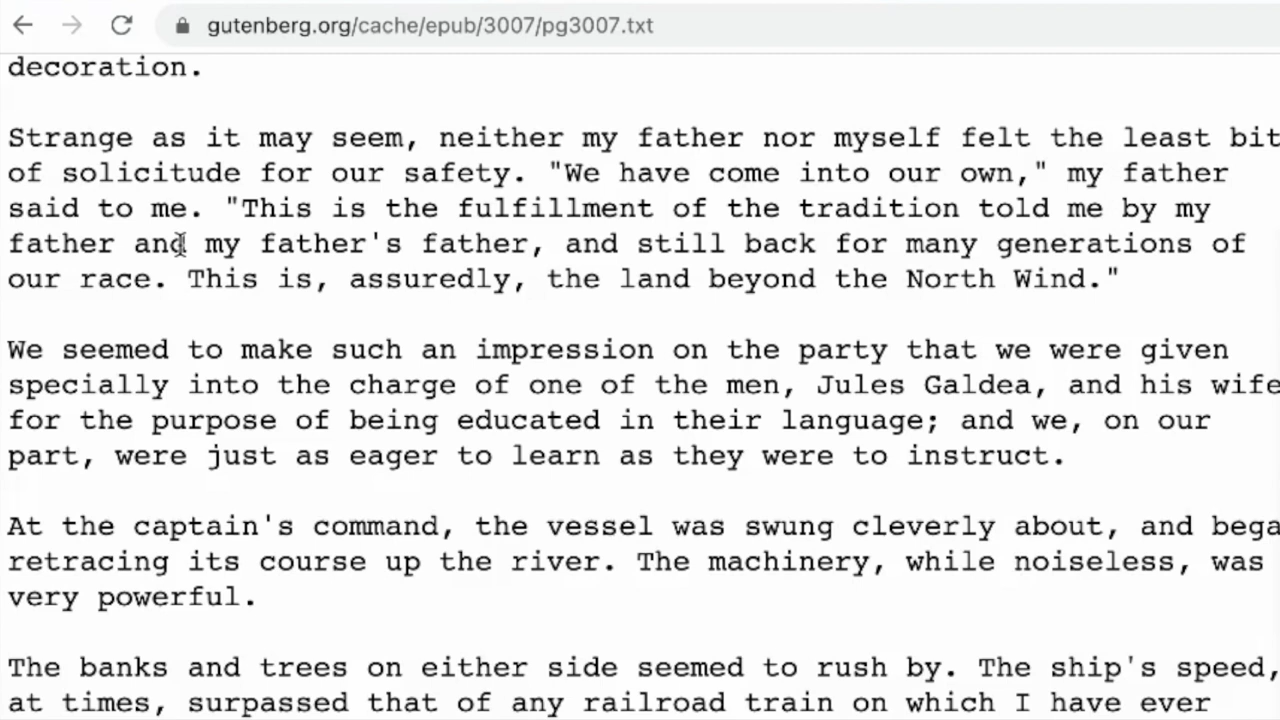 gutenberg.org/cache/epub/3007/pg3007.txt
decoration.
Strange as it may seem, neither my father nor myself felt the least bit
of solicitude for our safety. "We have come into our own," my father
said to me. "This is the fulfillment of the tradition told me by my
father and my father's father, and still back for many generations of
our race. This is, assuredly, the land beyond the North Wind."
We seemed to make such an impression on the party that we were given
specially into the charge of one of the men, Jules Galdea, and his wife
for the purpose of being educated in their language; and we, on our
part, were just as eager to learn as they were to instruct.
At the captain's command, the vessel was swung cleverly about, and bega
retracing its course up the river. The machinery, while noiseless, was
very powerful.
The banks and trees on either side seemed to rush by. The ship's speed,
at times, surpassed that of any railroad train on which I have ever